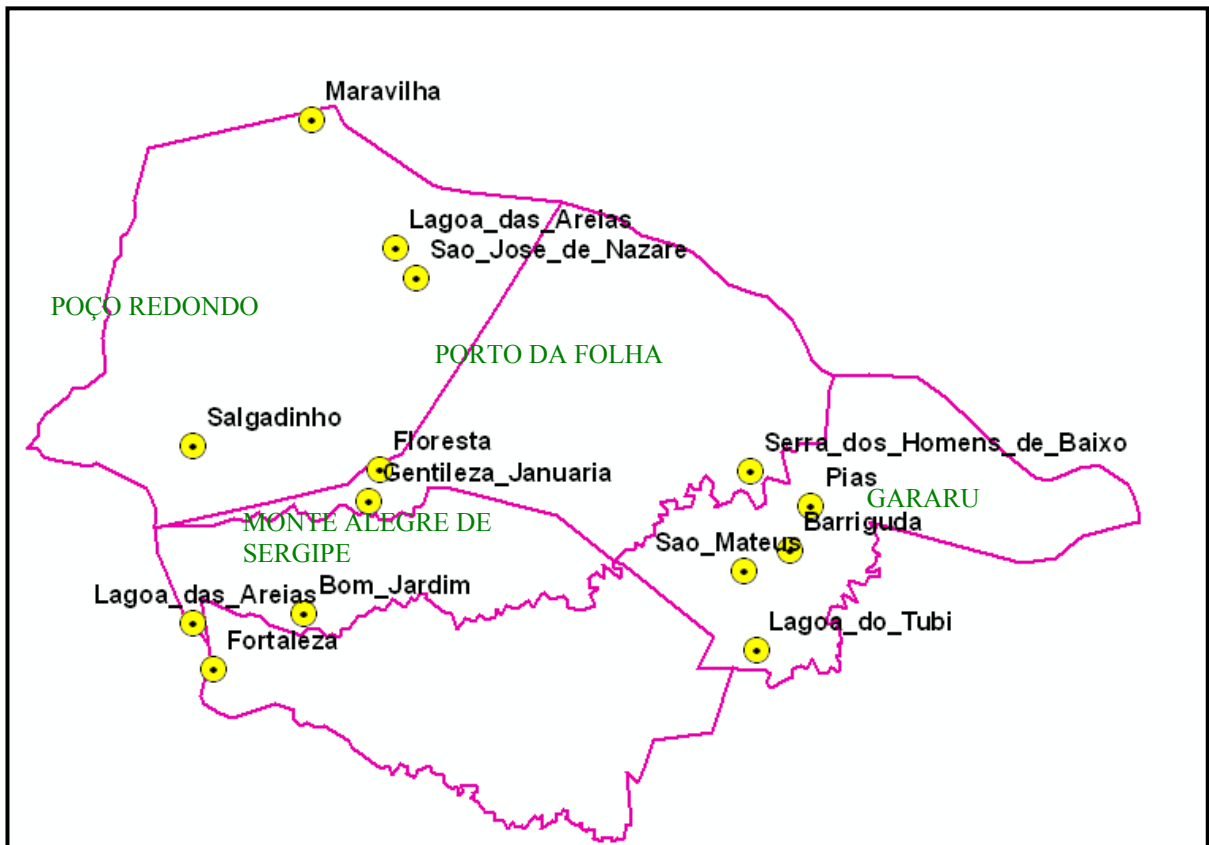 Maravilha
Lagoa_das_Areias
Sao_Jose_de_Nazare
POÇO REDONDO
PORTO DA FOLHA
Salgadinho
Floresta
Serra_dos_Homens_de_Baixo
Gentileza_Januaria
Pias
GARARU
MONTE ALEGRE DE
SERGIPE
Barriguda
Sao_Mateus
Bom_Jardim
Lagoa_das_Areias
Lagoa_do_Tubi
Fortaleza